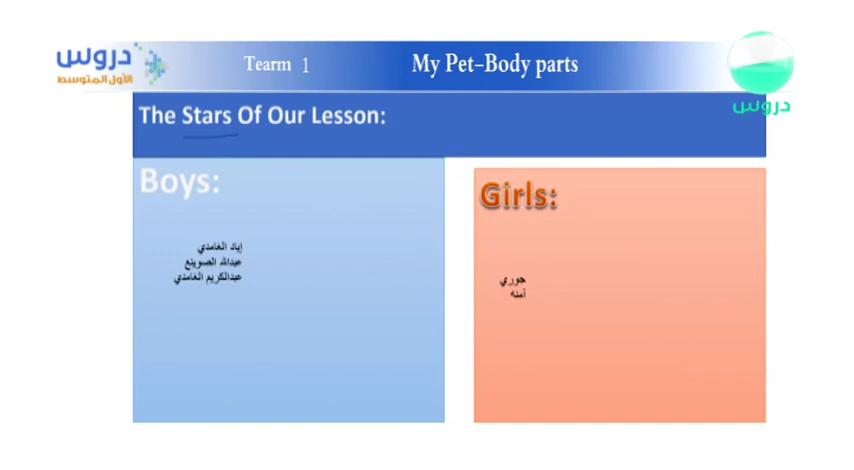 دروس
الأول المتوسط
Tearm 1
My Pet-Body parts
دروس
The Stars Of Our Lesson:
Boys:
إياد الغامدي
عبدالله الصوينع
عبدالكريم الغامدي
Girls:
جوري
آمنه